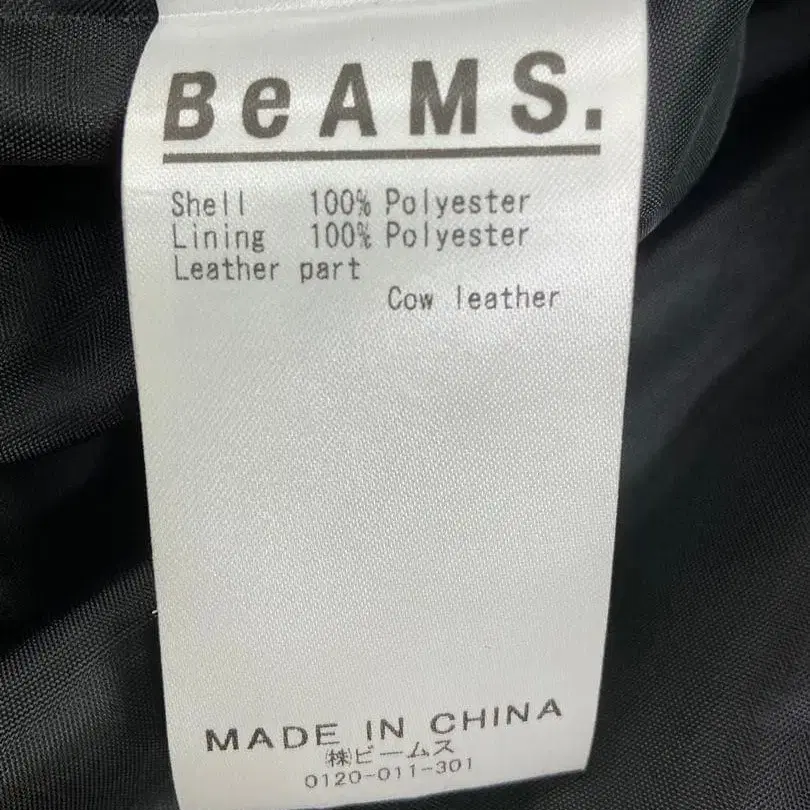 BeAMS.
Shell 100% Polyester
Lining 100% Polyester
Leather part
Cow leather
MADE IN CHINA
㈱ビームス
0120-011-301